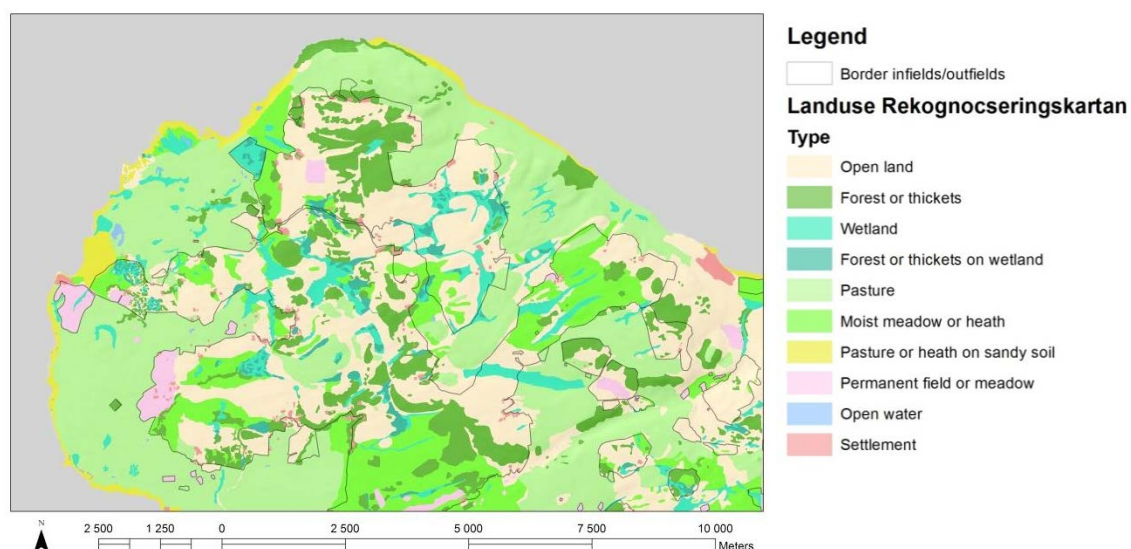 Legend
Border infields/outfields
Landuse Rekognocseringskartan
Type
Open land
Forest or thickets
Wetland
Forest or thickets on wetland
Pasture
Moist meadow or heath
Pasture or heath on sandy soil
Permanent field or meadow
Open water
Settlement
N
2 500 1 250 0 2 500 5 000 7 500 10 000
Meters